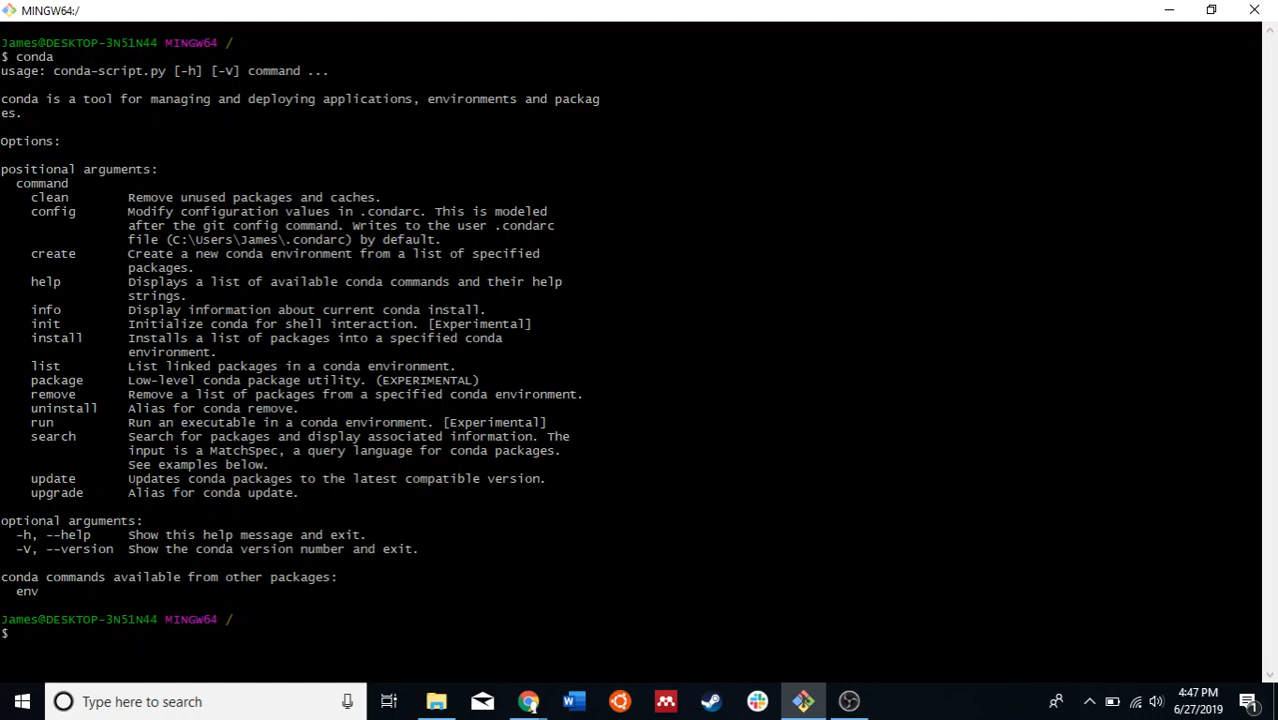 MINGW64:/
James@DESKTOP-3N51N44 MINGW64 /
$ conda
usage: conda-script.py [-h] [-V] command ...
conda is a tool for managing and deploying applications, environments and packag
es.
Options:
positional arguments:
  command
    clean        Remove unused packages and caches.
    config       Modify configuration values in .condarc. This is modeled
                 after the git config command. Writes to the user .condarc
                 file (C:\Users\James\.condarc) by default.
    create       Create a new conda environment from a list of specified
                 packages.
    help         Displays a list of available conda commands and their help
                 strings.
    info         Display information about current conda install.
    init         Initialize conda for shell interaction. [Experimental]
    install      Installs a list of packages into a specified conda
                 environment.
    list         List linked packages in a conda environment.
    package      Low-level conda package utility. (EXPERIMENTAL)
    remove       Remove a list of packages from a specified conda environment.
    uninstall    Alias for conda remove.
    run          Run an executable in a conda environment. [Experimental]
    search       Search for packages and display associated information. The
                 input is a MatchSpec, a query language for conda packages.
                 See examples below.
    update       Updates conda packages to the latest compatible version.
    upgrade      Alias for conda update.
optional arguments:
  -h, --help     Show this help message and exit.
  -V, --version  Show the conda version number and exit.
conda commands available from other packages:
  env
James@DESKTOP-3N51N44 MINGW64 /
$
Type here to search
4:47 PM
6/27/2019
1